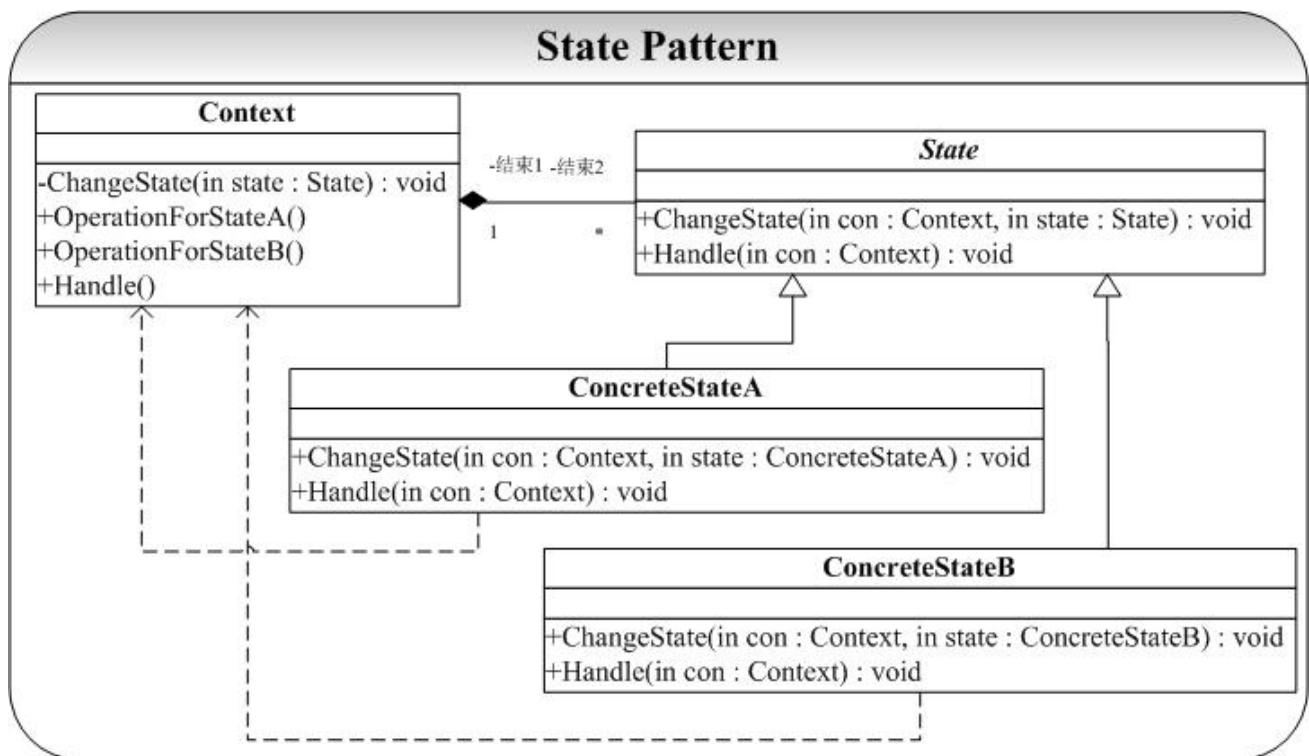 State Pattern
Context
-ChangeState(in state : State) : void
+OperationForStateA()
+OperationForStateB()
+Handle()
-结束1 -结束2
1 *
State
+ChangeState(in con : Context, in state : State) : void
+Handle(in con : Context) : void
ConcreteStateA
+ChangeState(in con : Context, in state : ConcreteStateA) : void
+Handle(in con : Context) : void
ConcreteStateB
+ChangeState(in con : Context, in state : ConcreteStateB) : void
+Handle(in con : Context) : void